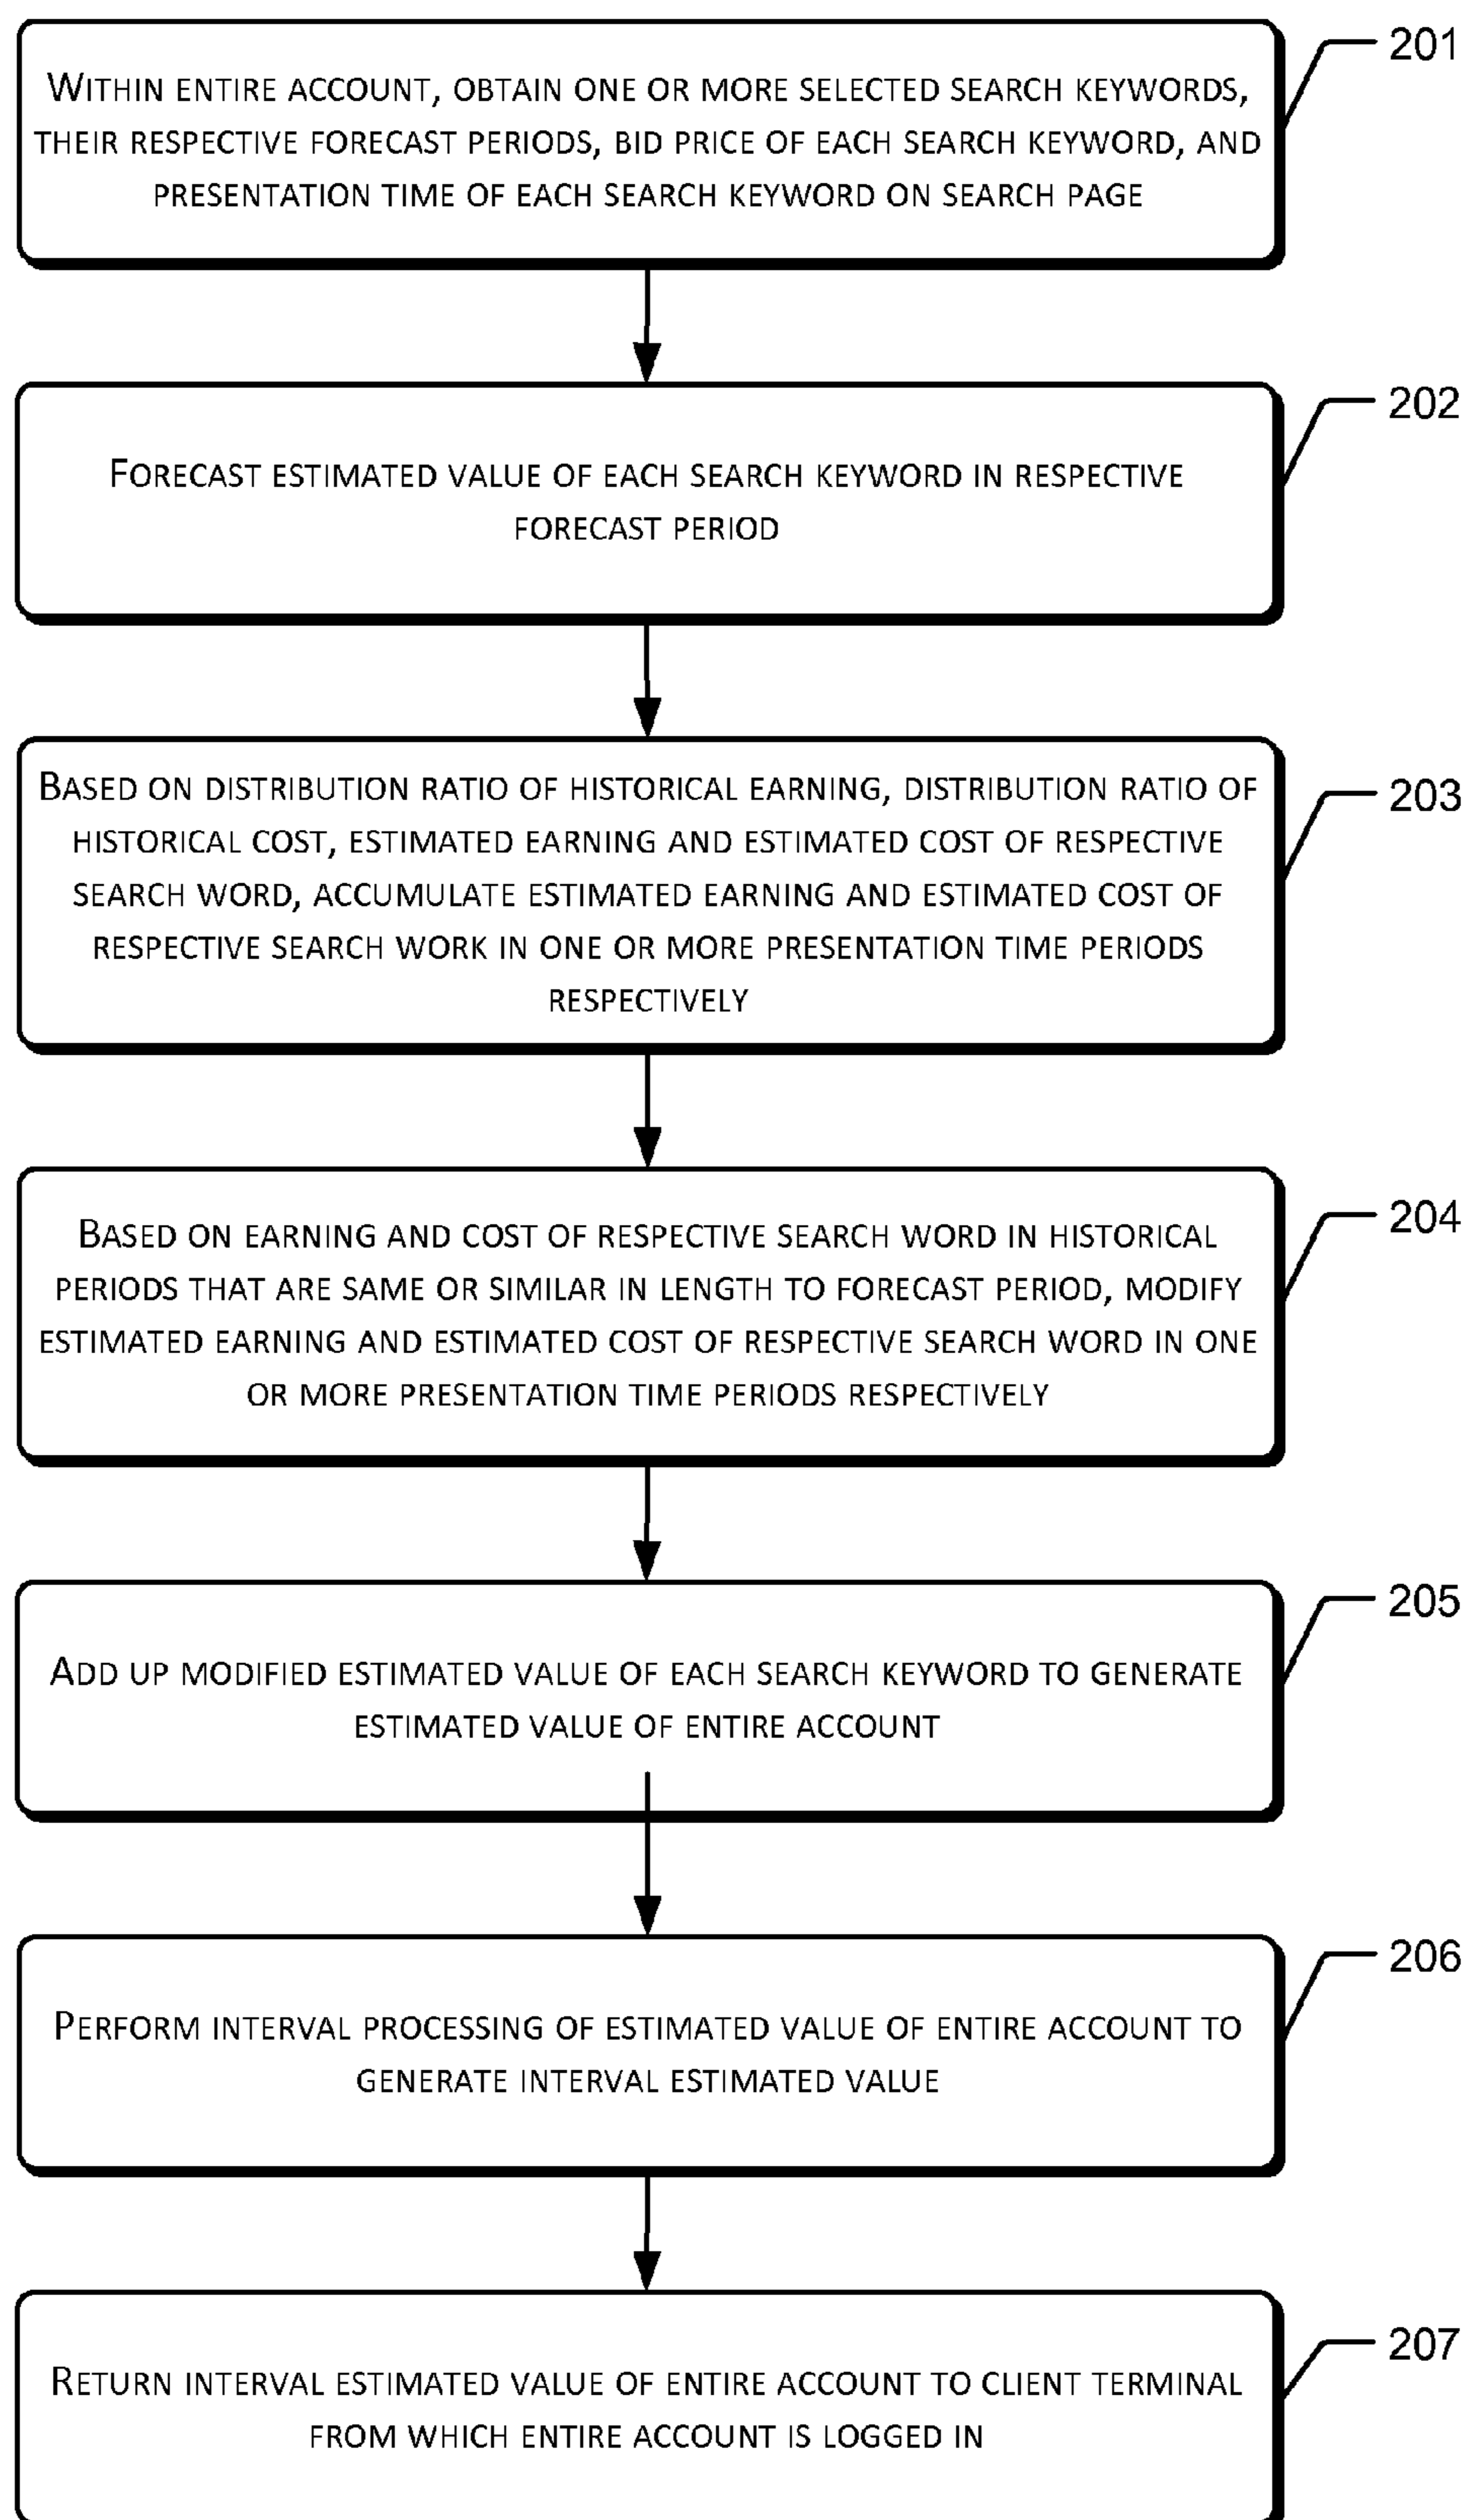 WITHIN ENTIRE ACCOUNT, OBTAIN ONE OR MORE SELECTED SEARCH KEYWORDS,
THEIR RESPECTIVE FORECAST PERIODS, BID PRICE OF EACH SEARCH KEYWORD, AND
PRESENTATION TIME OF EACH SEARCH KEYWORD ON SEARCH PAGE
201
FORECAST ESTIMATED VALUE OF EACH SEARCH KEYWORD IN RESPECTIVE
FORECAST PERIOD
202
BASED ON DISTRIBUTION RATIO OF HISTORICAL EARNING, DISTRIBUTION RATIO OF
HISTORICAL COST, ESTIMATED EARNING AND ESTIMATED COST OF RESPECTIVE
SEARCH WORD, ACCUMULATE ESTIMATED EARNING AND ESTIMATED COST OF
RESPECTIVE SEARCH WORK IN ONE OR MORE PRESENTATION TIME PERIODS
RESPECTIVELY
203
BASED ON EARNING AND COST OF RESPECTIVE SEARCH WORD IN HISTORICAL
PERIODS THAT ARE SAME OR SIMILAR IN LENGTH TO FORECAST PERIOD, MODIFY
ESTIMATED EARNING AND ESTIMATED COST OF RESPECTIVE SEARCH WORD IN ONE
OR MORE PRESENTATION TIME PERIODS RESPECTIVELY
204
ADD UP MODIFIED ESTIMATED VALUE OF EACH SEARCH KEYWORD TO GENERATE
ESTIMATED VALUE OF ENTIRE ACCOUNT
205
PERFORM INTERVAL PROCESSING OF ESTIMATED VALUE OF ENTIRE ACCOUNT TO
GENERATE INTERVAL ESTIMATED VALUE
206
RETURN INTERVAL ESTIMATED VALUE OF ENTIRE ACCOUNT TO CLIENT TERMINAL
FROM WHICH ENTIRE ACCOUNT IS LOGGED IN
207